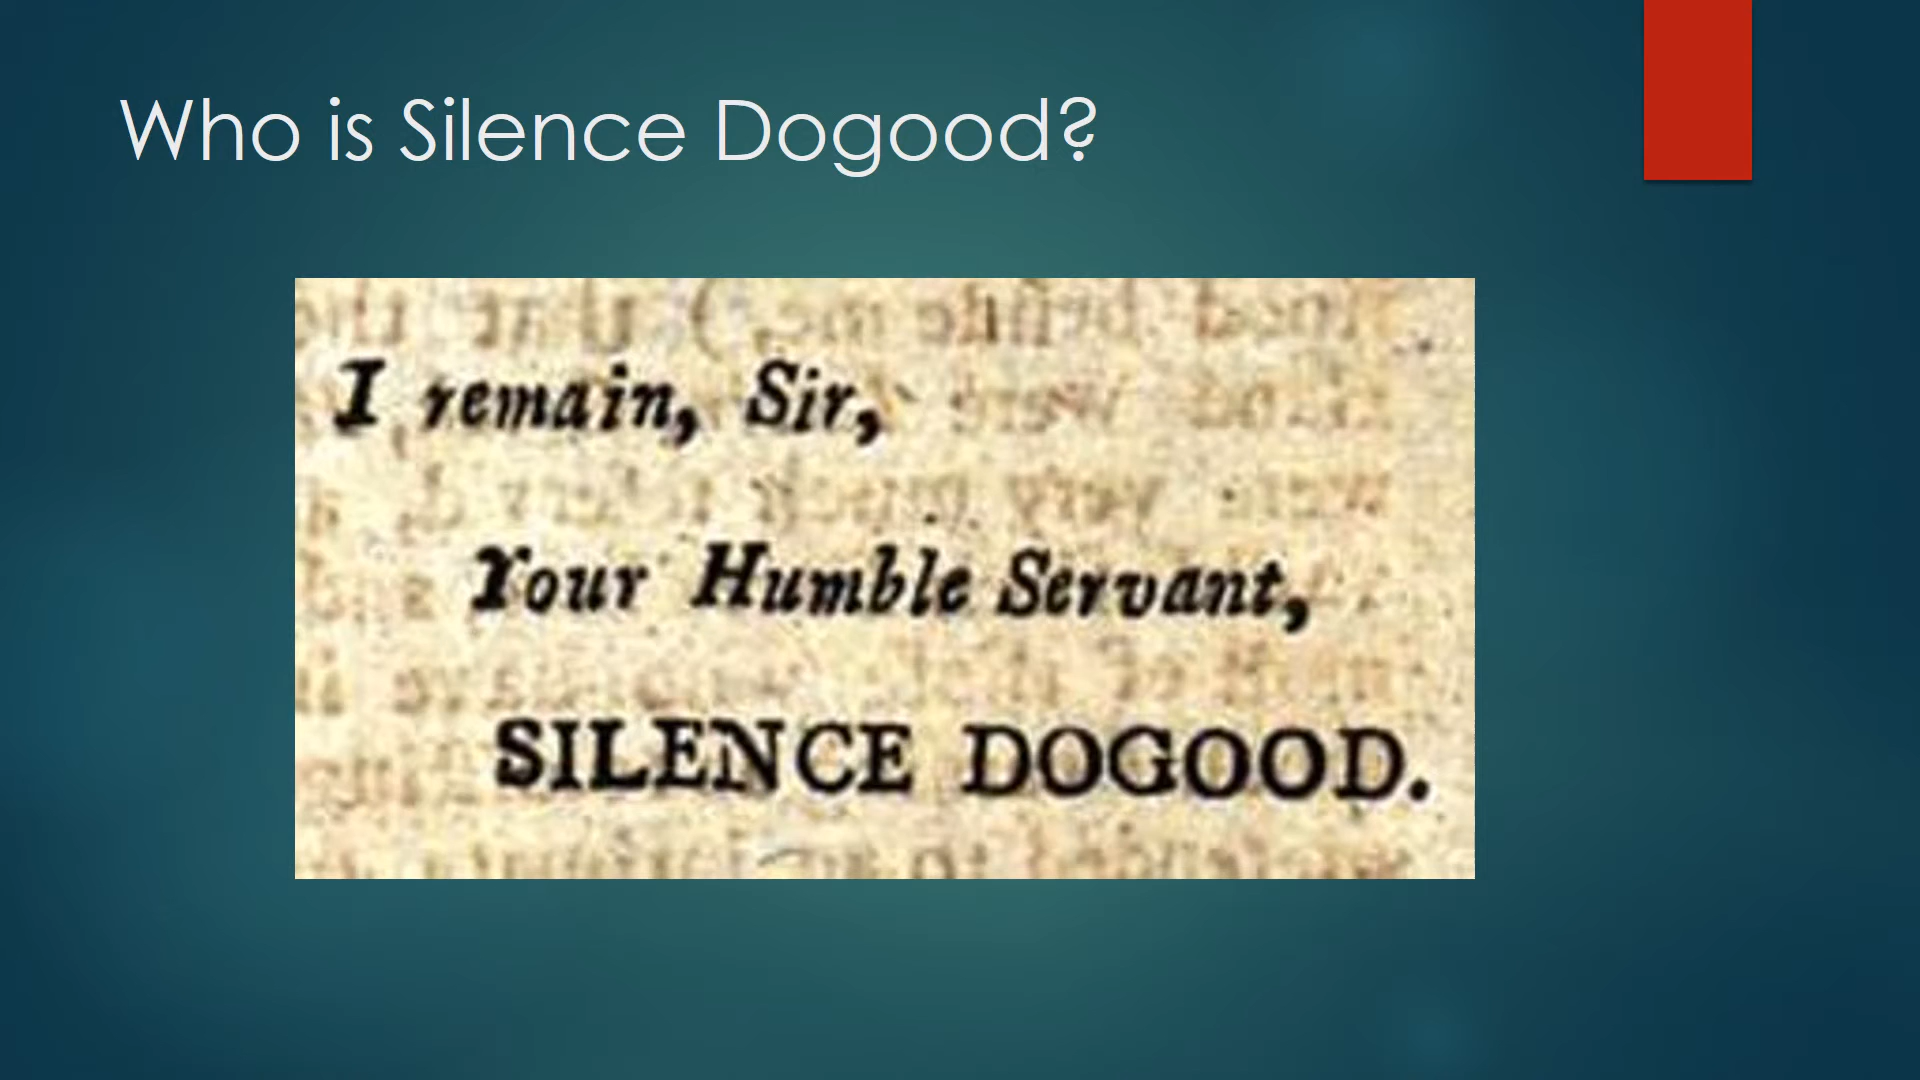 Who is Silence Dogood?
I remain, Sir,
Your Humble Servant,
SILENCE DOGOOD.